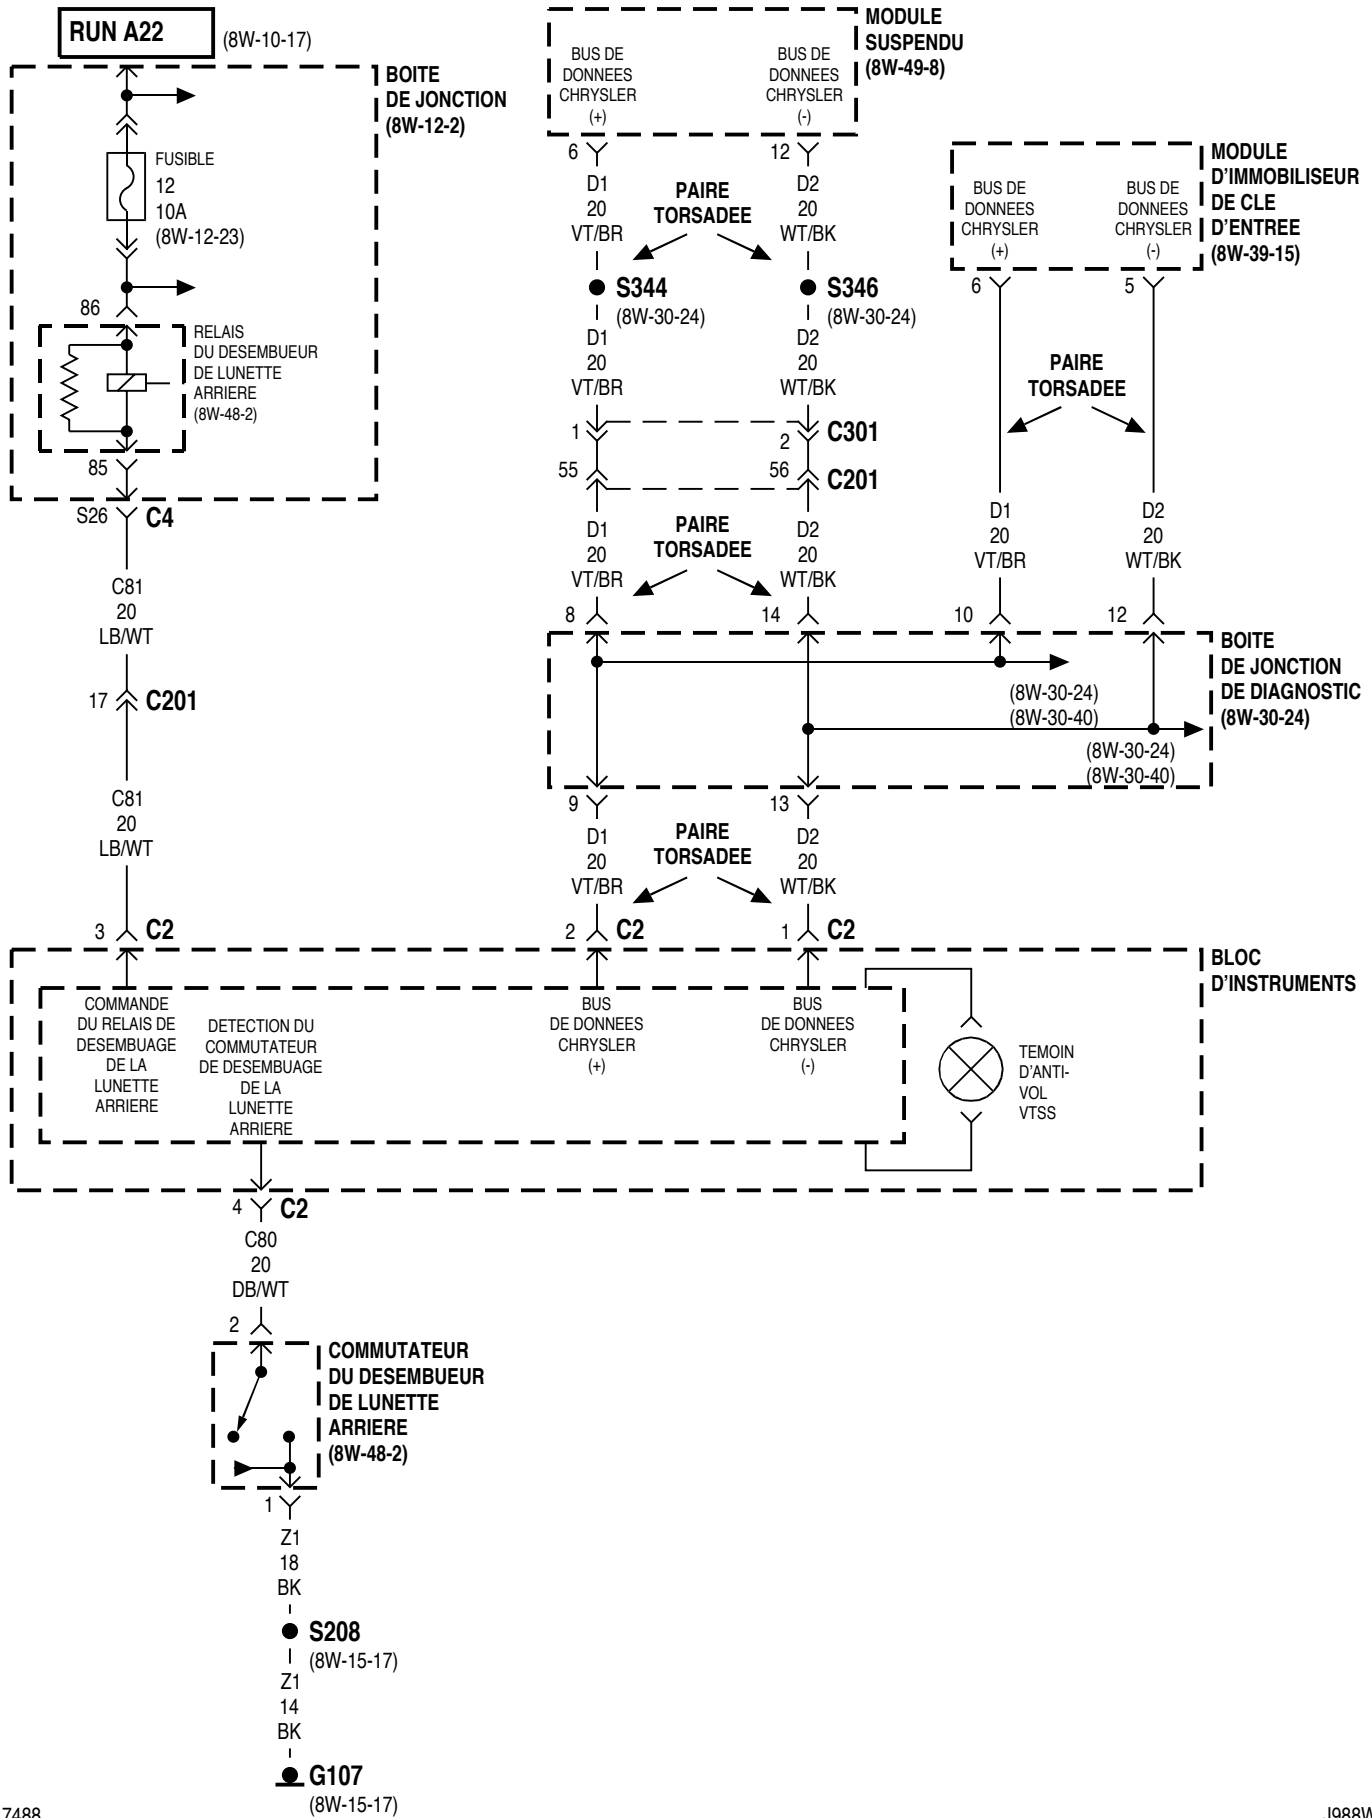 RUN A22
(8W-10-17)
BOITE
DE JONCTION
(8W-12-2)
FUSIBLE
12
10A
(8W-12-23)
86
RELAIS
DU DESEMBUEUR
DE LUNETTE
ARRIERE
(8W-48-2)
85
S26
C4
C81
20
LB/WT
17
C201
C81
20
LB/WT
3
C2
MODULE
SUSPENDU
(8W-49-8)
BUS DE
DONNEES
CHRYSLER
(+)
BUS DE
DONNEES
CHRYSLER
(-)
6
12
D1
20
VT/BR
PAIRE
TORSADEE
D2
20
WT/BK
S344
(8W-30-24)
S346
(8W-30-24)
D1
20
VT/BR
D2
20
WT/BK
1
2
C301
55
56
C201
D1
20
VT/BR
PAIRE
TORSADEE
D2
20
WT/BK
8
14
MODULE
D'IMMOBILISEUR
DE CLE
D'ENTREE
(8W-39-15)
BUS DE
DONNEES
CHRYSLER
(+)
BUS DE
DONNEES
CHRYSLER
(-)
6
5
PAIRE
TORSADEE
D1
20
VT/BR
D2
20
WT/BK
10
12
BOITE
DE JONCTION
DE DIAGNOSTIC
(8W-30-24)
(8W-30-24)
(8W-30-40)
(8W-30-24)
(8W-30-40)
9
13
D1
20
VT/BR
PAIRE
TORSADEE
D2
20
WT/BK
2
C2
1
C2
BLOC
D'INSTRUMENTS
COMMANDE
DU RELAIS DE
DESEMBUAGE
DE LA
LUNETTE
ARRIERE
DETECTION DU
COMMUTATEUR
DE DESEMBUAGE
DE LA
LUNETTE
ARRIERE
BUS
DE DONNEES
CHRYSLER
(+)
BUS
DE DONNEES
CHRYSLER
(-)
TEMOIN
D'ANTI-
VOL
VTSS
4
C2
C80
20
DB/WT
2
COMMUTATEUR
DU DESEMBUEUR
DE LUNETTE
ARRIERE
(8W-48-2)
1
Z1
18
BK
S208
(8W-15-17)
Z1
14
BK
G107
(8W-15-17)
7488
J988W